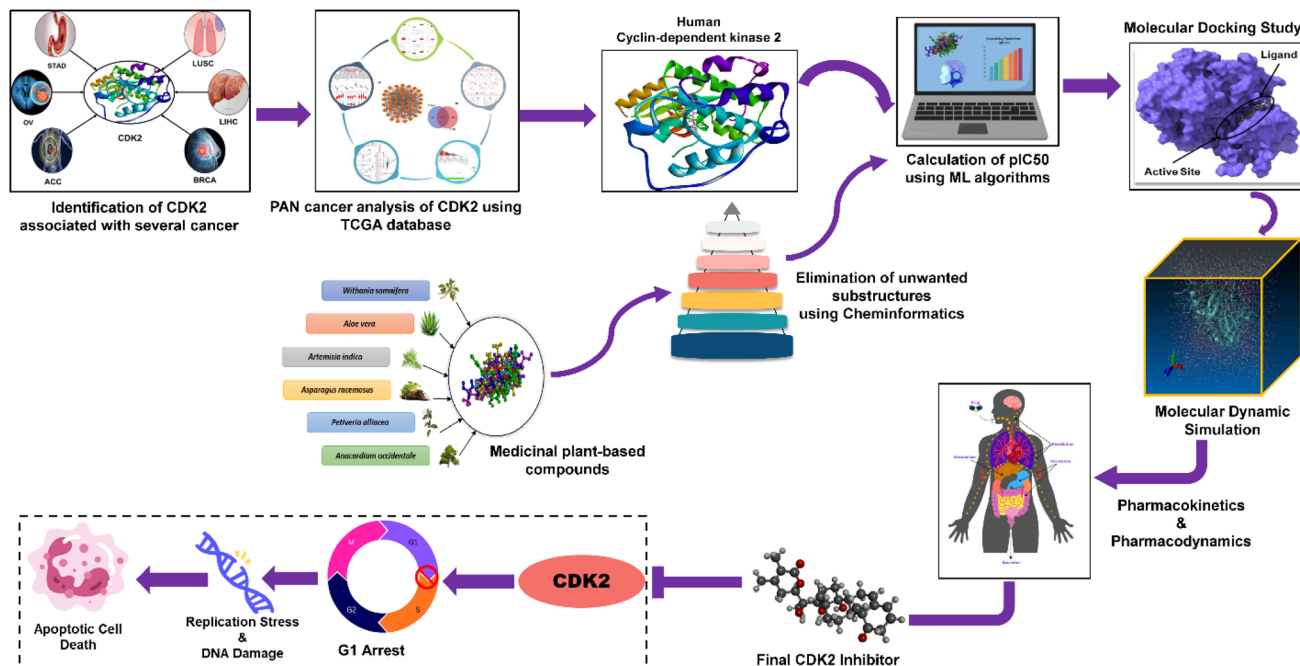 STAD
LUSC
OV
LIHC
CDK2
ACC
BRCA
Identification of CDK2
associated with several cancer
PAN cancer analysis of CDK2 using
TCGA database
Human
Cyclin-dependent kinase 2
Calculation of pIC50
using ML algorithms
Molecular Docking Study
Ligand
Active Site
Withania somnifera
Aloe vera
Artemisia indica
Asparagus racemosus
Petiveria alliacea
Anacardium occidentale
Medicinal plant-based
compounds
Elimination of unwanted
substructures
using Cheminformatics
Molecular Dynamic
Simulation
Pharmacokinetics
&
Pharmacodynamics
Final CDK2 Inhibitor
CDK2
M
G1
G2
S
G1 Arrest
Replication Stress
&
DNA Damage
Apoptotic Cell
Death